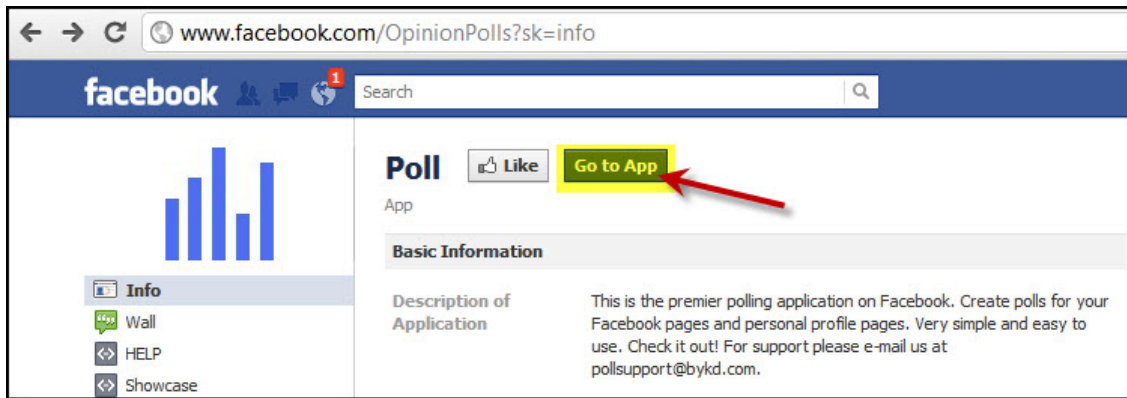 www.facebook.com/OpinionPolls?sk=info
facebook
1
Search
Poll
Like
Go to App
App
Basic Information
Info
Wall
HELP
Showcase
Description of
Application
This is the premier polling application on Facebook. Create polls for your
Facebook pages and personal profile pages. Very simple and easy to
use. Check it out! For support please e-mail us at
pollsupport@bykd.com.